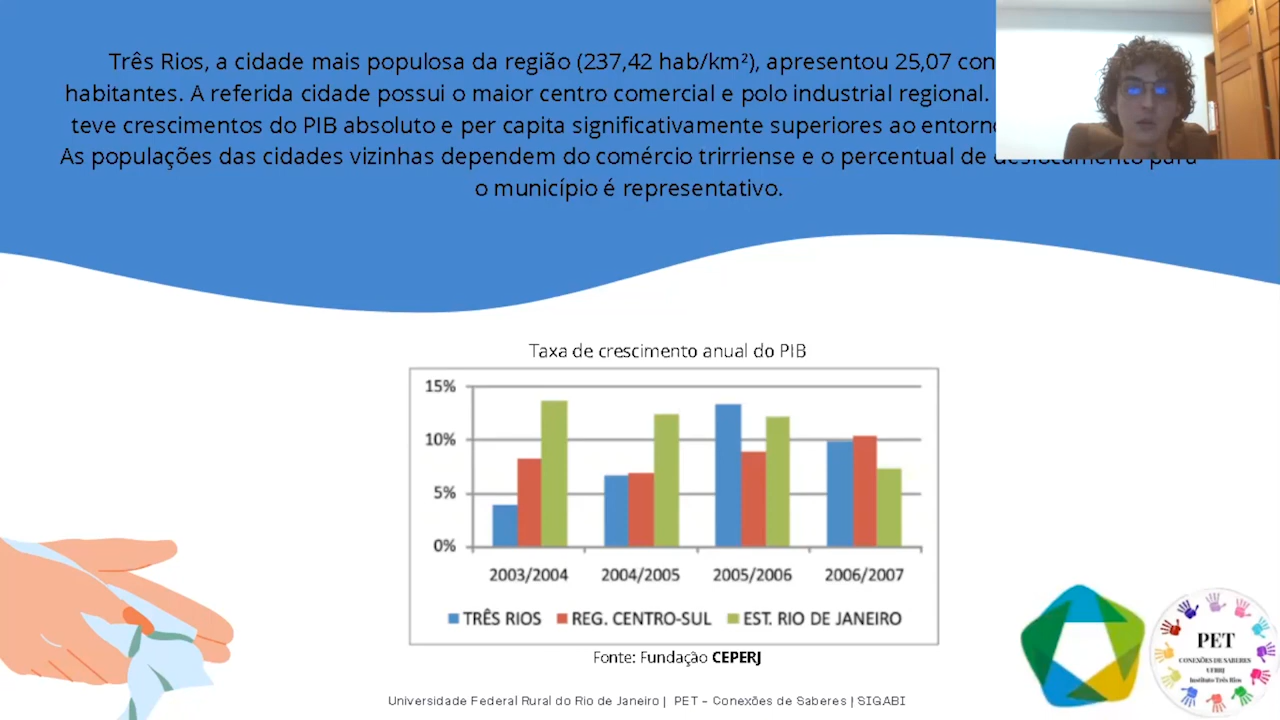 Três Rios, a cidade mais populosa da região (237,42 hab/km²), apresentou 25,07
habitantes. A referida cidade possui o maior centro comercial e polo industrial regional.
teve crescimentos do PIB absoluto e per capita significativamente superiores ao
As populações das cidades vizinhas dependem do comércio trirriense e o percentual de deslocamento para
o município é representativo.
Taxa de crescimento anual do PIB
15%
10%
5%
0%
2003/2004 2004/2005 2005/2006 2006/2007
TRÊS RIOS REG. CENTRO-SUL EST. RIO DE JANEIRO
Fonte: Fundação CEPERJ
PET
CONEXÕES DE SABERES
UFRRJ
Instituto Três Rios
Universidade Federal Rural do Rio de Janeiro | PET - Conexões de Saberes | SIGABI